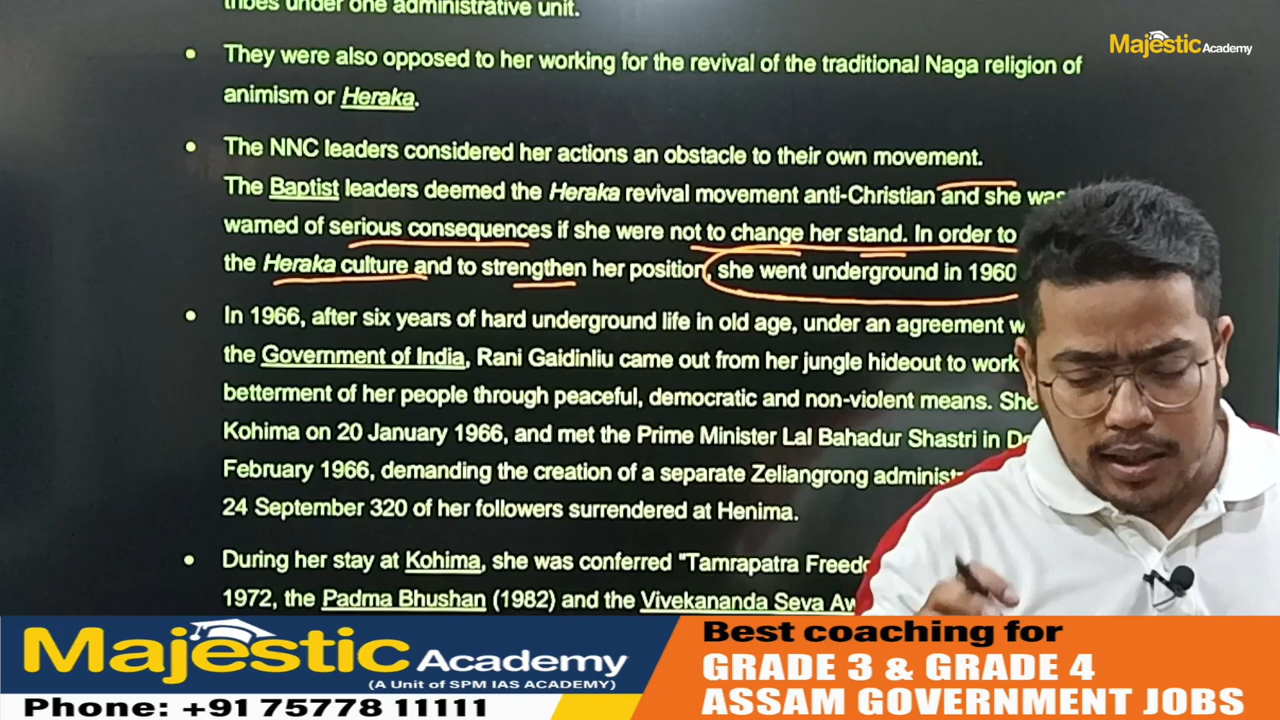 tribes under one administrative unit.
Majestic Academy
• They were also opposed to her working for the revival of the traditional Naga religion of
animism or Heraka.
• The NNC leaders considered her actions an obstacle to their own movement.
The Baptist leaders deemed the Heraka revival movement anti-Christian and she was
warned of serious consequences if she were not to change her stand. In order to
the Heraka culture and to strengthen her position, she went underground in 1960
• In 1966, after six years of hard underground life in old age, under an agreement
the Government of India, Rani Gaidinliu came out from her jungle hideout to work
betterment of her people through peaceful, democratic and non-violent means. She
Kohima on 20 January 1966, and met the Prime Minister Lal Bahadur Shastri in
February 1966, demanding the creation of a separate Zeliangrong
24 September 320 of her followers surrendered at Henima.
• During her stay at Kohima, she was conferred "Tamrapatra
1972, the Padma Bhushan (1982) and the Vivekananda Seva
Majestic Academy
(A Unit of SPM IAS ACADEMY)
Phone: +91 75778 11111
Best coaching for
GRADE 3 & GRADE 4
ASSAM GOVERNMENT JOBS